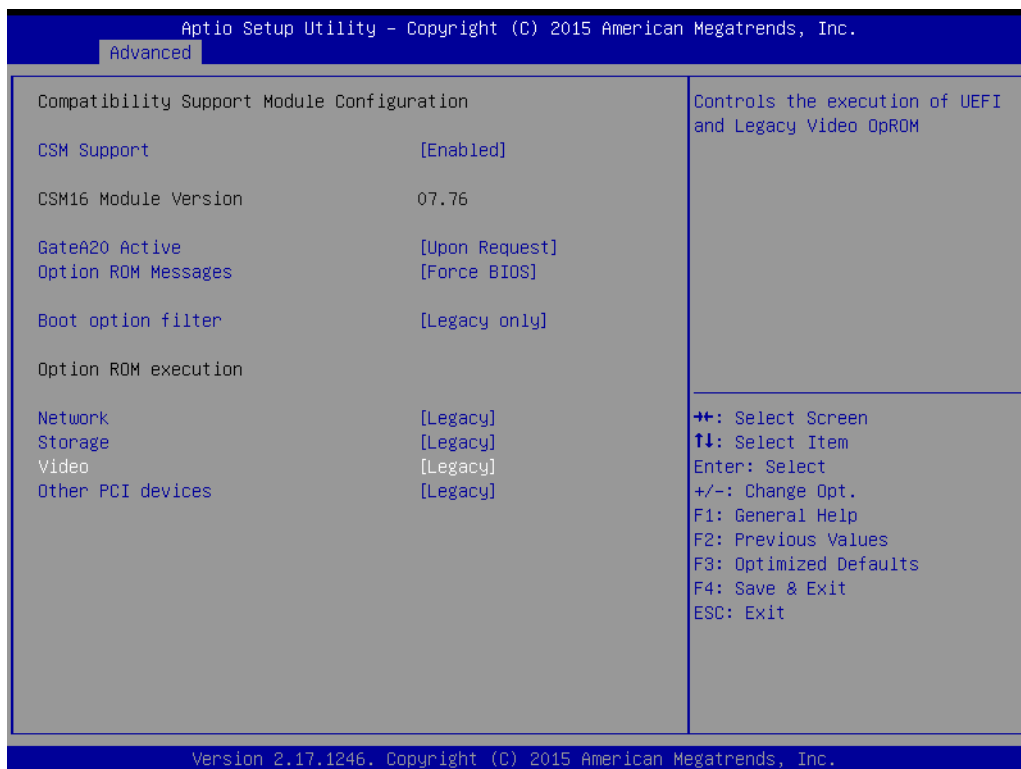 Aptio Setup Utility – Copyright (C) 2015 American Megatrends, Inc.
Advanced
Compatibility Support Module Configuration
CSM Support [Enabled]
CSM16 Module Version 07.76
GateA20 Active [Upon Request]
Option ROM Messages [Force BIOS]
Boot option filter [Legacy only]
Option ROM execution
Network [Legacy]
Storage [Legacy]
Video [Legacy]
Other PCI devices [Legacy]
Controls the execution of UEFI
and Legacy Video OpROM
→←: Select Screen
↑↓: Select Item
Enter: Select
+/-: Change Opt.
F1: General Help
F2: Previous Values
F3: Optimized Defaults
F4: Save & Exit
ESC: Exit
Version 2.17.1246. Copyright (C) 2015 American Megatrends, Inc.